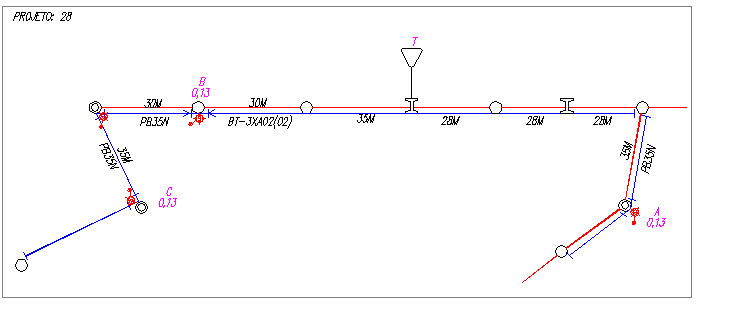 PROJETO: 28
T
B
0,13
30M
30M
PB35N
BT-3XA02(02)
35M
28M
28M
28M
35M
PB35N
35M
PB35N
C
0,13
A
0,13